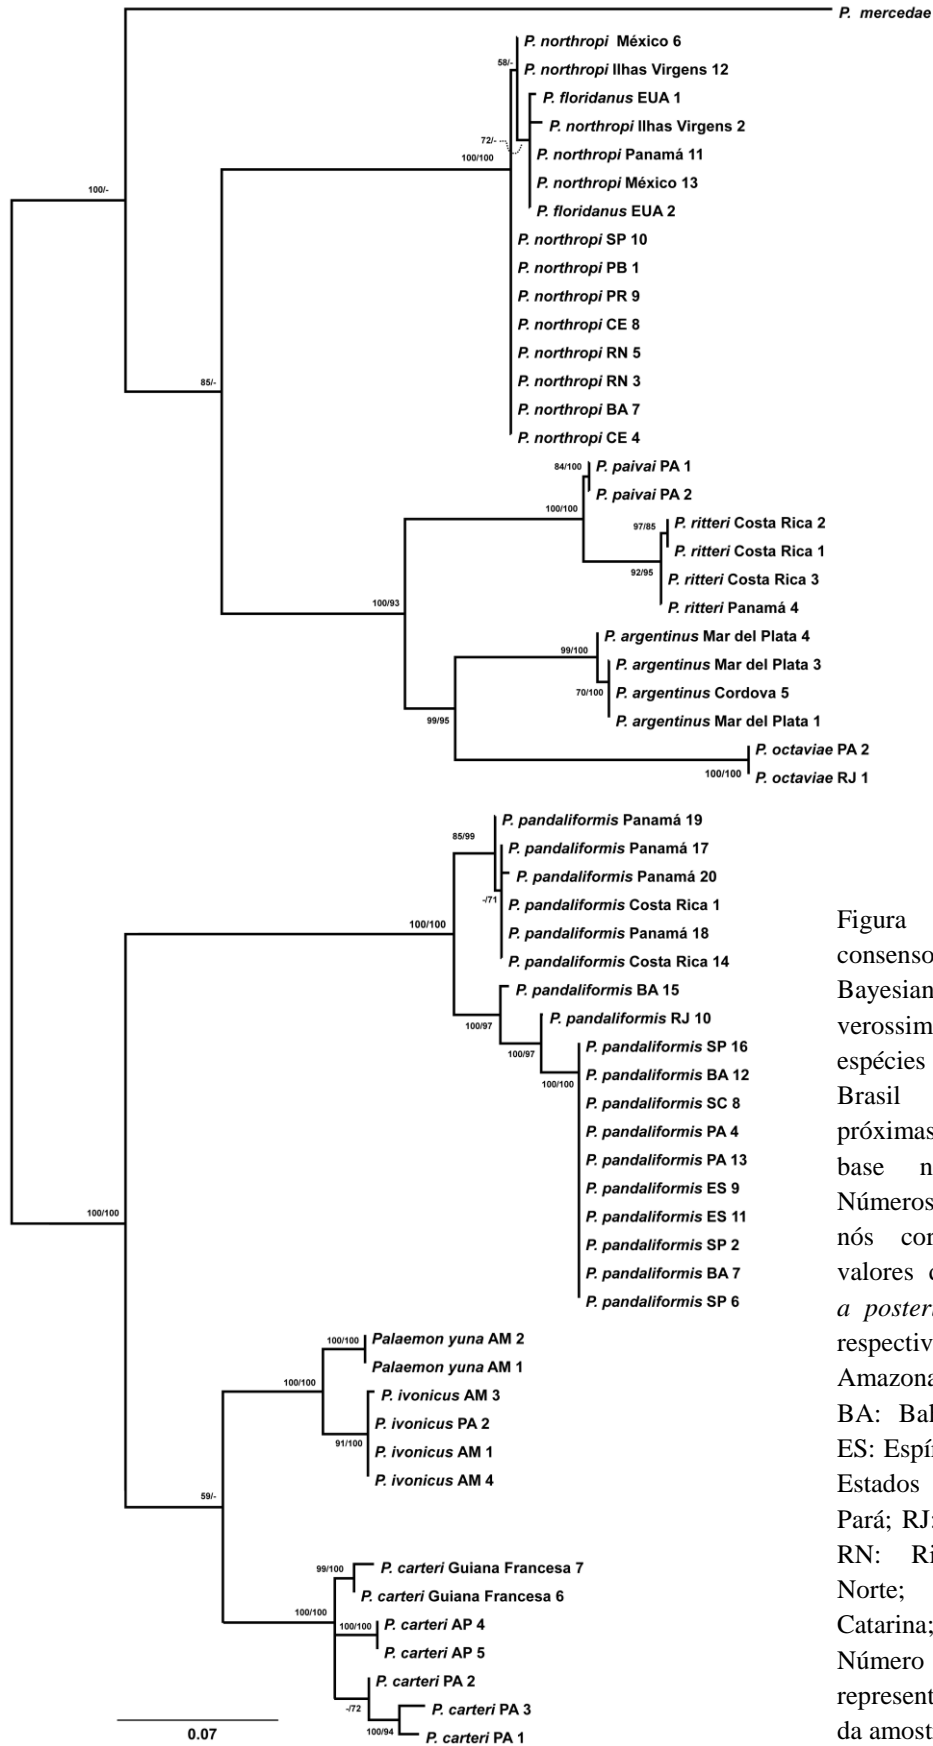 P. mercedae
P. northropi México 6
58/-
P. northropi Ilhas Virgens 12
P. floridanus EUA 1
P. northropi Ilhas Virgens 2
72/-
P. northropi Panamá 11
100/100
P. northropi México 13
100/-
P. floridanus EUA 2
P. northropi SP 10
P. northropi PB 1
P. northropi PR 9
P. northropi CE 8
P. northropi RN 5
85/-
P. northropi RN 3
P. northropi BA 7
P. northropi CE 4
84/100
P. paivai PA 1
P. paivai PA 2
100/100
97/85
P. ritteri Costa Rica 2
P. ritteri Costa Rica 1
92/95
P. ritteri Costa Rica 3
100/93
P. ritteri Panamá 4
P. argentinus Mar del Plata 4
99/100
P. argentinus Mar del Plata 3
70/100
P. argentinus Cordova 5
99/95
P. argentinus Mar del Plata 1
P. octaviae PA 2
100/100
P. octaviae RJ 1
P. pandaliformis Panamá 19
85/99
P. pandaliformis Panamá 17
P. pandaliformis Panamá 20
-/71
P. pandaliformis Costa Rica 1
100/100
P. pandaliformis Panamá 18
P. pandaliformis Costa Rica 14
P. pandaliformis BA 15
100/97
P. pandaliformis RJ 10
100/97
P. pandaliformis SP 16
100/100
P. pandaliformis BA 12
P. pandaliformis SC 8
P. pandaliformis PA 4
P. pandaliformis PA 13
P. pandaliformis ES 9
100/100
P. pandaliformis ES 11
P. pandaliformis SP 2
P. pandaliformis BA 7
P. pandaliformis SP 6
100/100
Palaemon yuna AM 2
Palaemon yuna AM 1
100/100
P. ivonicus AM 3
P. ivonicus PA 2
91/100
P. ivonicus AM 1
P. ivonicus AM 4
59/-
99/100
P. carteri Guiana Francesa 7
P. carteri Guiana Francesa 6
100/100
100/100
P. carteri AP 4
P. carteri AP 5
P. carteri PA 2
-/72
P. carteri PA 3
100/94
P. carteri PA 1
0.07
Figura
consenso
Bayesian
verossim
espécies
Brasil
próximas
base n
Números
nós cor
valores
a poster
respectiv
Amazona
BA: Bal
ES: Espí
Estados
Pará; RJ:
RN: Ri
Norte;
Catarina;
Número
represent
da amost